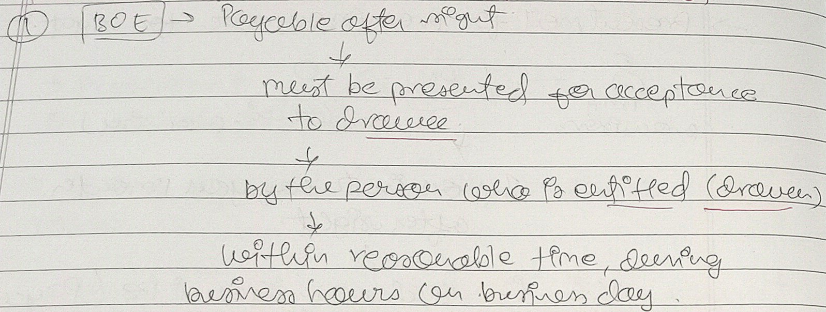 ① BOE → Payable after sight
↓
must be presented for acceptance
to drawee
↓
by the person who is entitled (drawer)
↓
within reasonable time, during
business hours on business day.